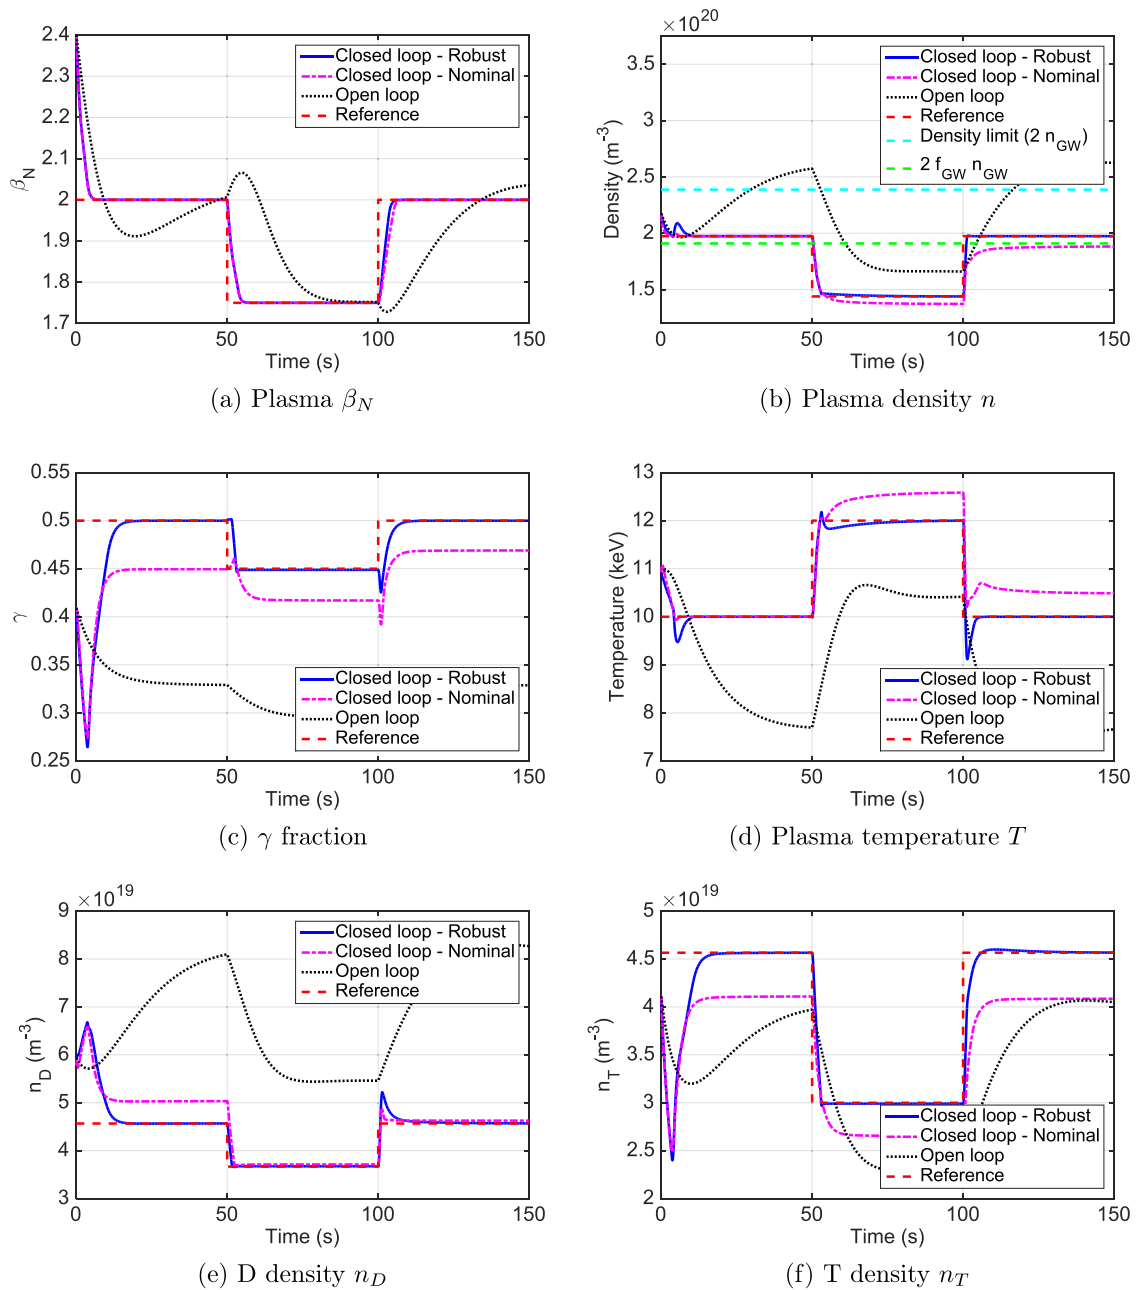 2.4
2.3
2.2
2.1
2.0
1.9
1.8
1.7
β_N
Closed loop - Robust
Closed loop - Nominal
Open loop
Reference
0 50 100 150
Time (s)
(a) Plasma β_N
×10^20
3.5
3
2.5
2
1.5
Density (m^-3)
Closed loop - Robust
Closed loop - Nominal
Open loop
Reference
Density limit (2 n_GW)
2 f_GW n_GW
0 50 100 150
Time (s)
(b) Plasma density n
0.55
0.5
0.45
0.4
0.35
0.3
0.25
γ
Closed loop - Robust
Closed loop - Nominal
Open loop
Reference
0 50 100 150
Time (s)
(c) γ fraction
13
12
11
10
9
8
7
Temperature (keV)
Closed loop - Robust
Closed loop - Nominal
Open loop
Reference
0 50 100 150
Time (s)
(d) Plasma temperature T
×10^19
9
8
7
6
5
4
3
n_D (m^-3)
Closed loop - Robust
Closed loop - Nominal
Open loop
Reference
0 50 100 150
Time (s)
(e) D density n_D
×10^19
5
4.5
4
3.5
3
2.5
2
n_T (m^-3)
Closed loop - Robust
Closed loop - Nominal
Open loop
Reference
0 50 100 150
Time (s)
(f) T density n_T